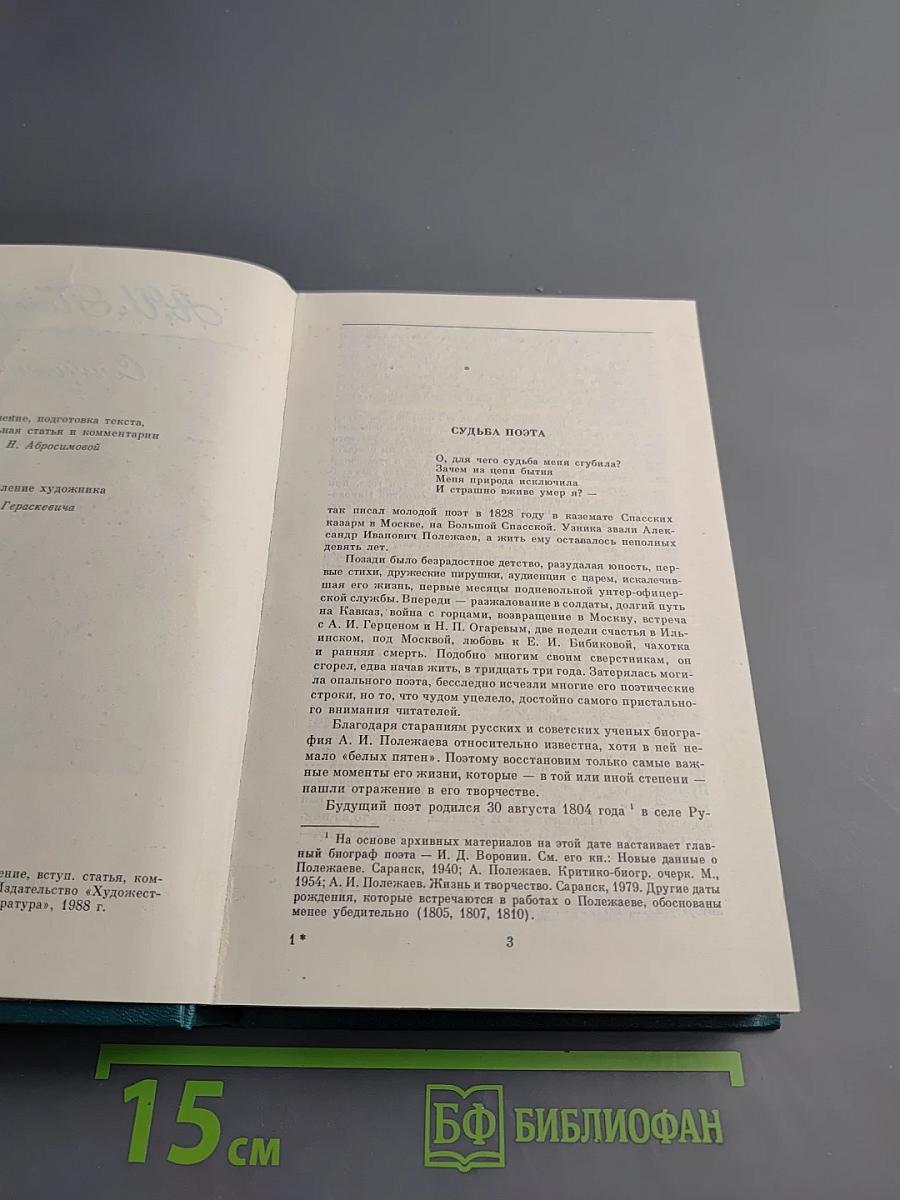 ение, подготовка текста,
ная статья и комментарии
Н. Абросимовой
ление художника
Гераскевича
ение, вступ. статья, ком-
Издательство «Художест-
ратура», 1988 г.
СУДЬБА ПОЭТА
О, для чего судьба меня сгубила?
Зачем из цепи бытия
Меня природа исключила
И страшно вживе умер я? —
так писал молодой поэт в 1828 году в каземате Спасских
казарм в Москве, на Большой Спасской. Узника звали Алек-
сандр Иванович Полежаев, а жить ему оставалось неполных
девять лет.
Позади было безрадостное детство, разудалая юность, пер-
вые стихи, дружеские пирушки, аудиенция с царем, искалечив-
шая его жизнь, первые месяцы подневольной унтер-офицер-
ской службы. Впереди — разжалование в солдаты, долгий путь
на Кавказ, война с горцами, возвращение в Москву, встреча
с А. И. Герценом и Н. П. Огаревым, две недели счастья в Иль-
инском, под Москвой, любовь к Е. И. Бибиковой, чахотка
и ранняя смерть. Подобно многим своим сверстникам, он
сгорел, едва начав жить, в тридцать три года. Затерялась моги-
ла опального поэта, бесследно исчезли многие его поэтические
строки, но то, что чудом уцелело, достойно самого пристально-
го внимания читателей.
Благодаря стараниям русских и советских ученых биогра-
фия А. И. Полежаева относительно известна, хотя в ней не-
мало «белых пятен». Поэтому восстановим только самые важ-
ные моменты его жизни, которые — в той или иной степени —
нашли отражение в его творчестве.
Будущий поэт родился 30 августа 1804 года ¹ в селе Ру-
¹ На основе архивных материалов на этой дате настаивает глав-
ный биограф поэта — И. Д. Воронин. См. его кн.: Новые данные о
Полежаеве. Саранск, 1940; А. Полежаев. Критико-биогр. очерк. М.,
1954; А. И. Полежаев. Жизнь и творчество. Саранск, 1979. Другие даты
рождения, которые встречаются в работах о Полежаеве, обоснованы
менее убедительно (1805, 1807, 1810).
1 *
3
15 см
БФ БИБЛИОФАН